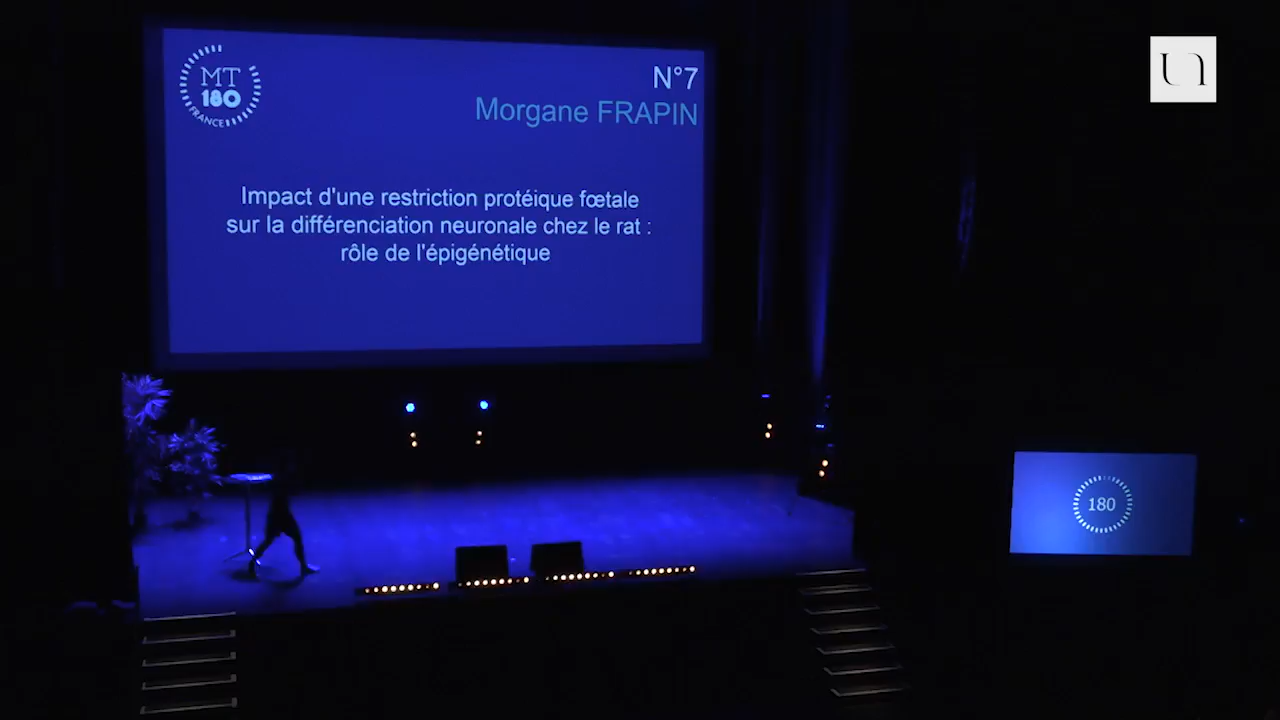 MT
180
FRANCE
N°7
Morgane FRAPIN
Impact d'une restriction protéique fœtale
sur la différenciation neuronale chez le rat :
rôle de l'épigénétique
180